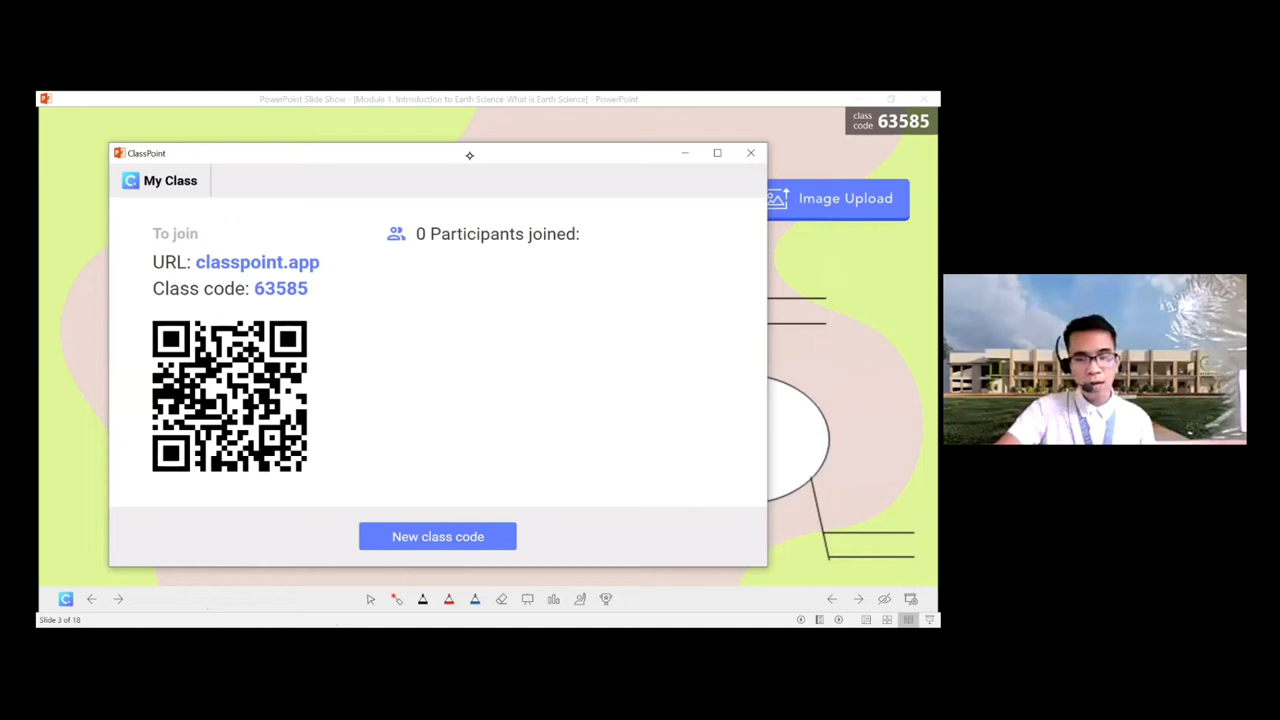 PowerPoint Slide Show - [Module 1. Introduction to Earth Science-What is Earth Science] - PowerPoint
class code 63585
ClassPoint
My Class
Image Upload
To join
0 Participants joined:
URL: classpoint.app
Class code: 63585
New class code
Slide 3 of 18